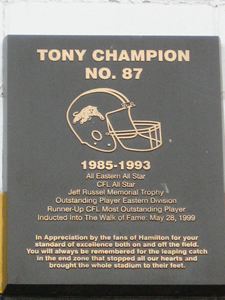 TONY CHAMPION
NO. 87
1985-1993
All Eastern All Star
CFL All Star
Jeff Russel Memorial Trophy
Outstanding Player Eastern Division
Runner-Up CFL Most Outstanding Player
Inducted Into The Walk of Fame: May 28, 1999
In Appreciation by the fans of Hamilton for your
standard of excellence both on and off the field.
You will always be remembered for the leaping catch
in the end zone that stopped all our hearts and
brought the whole stadium to their feet.